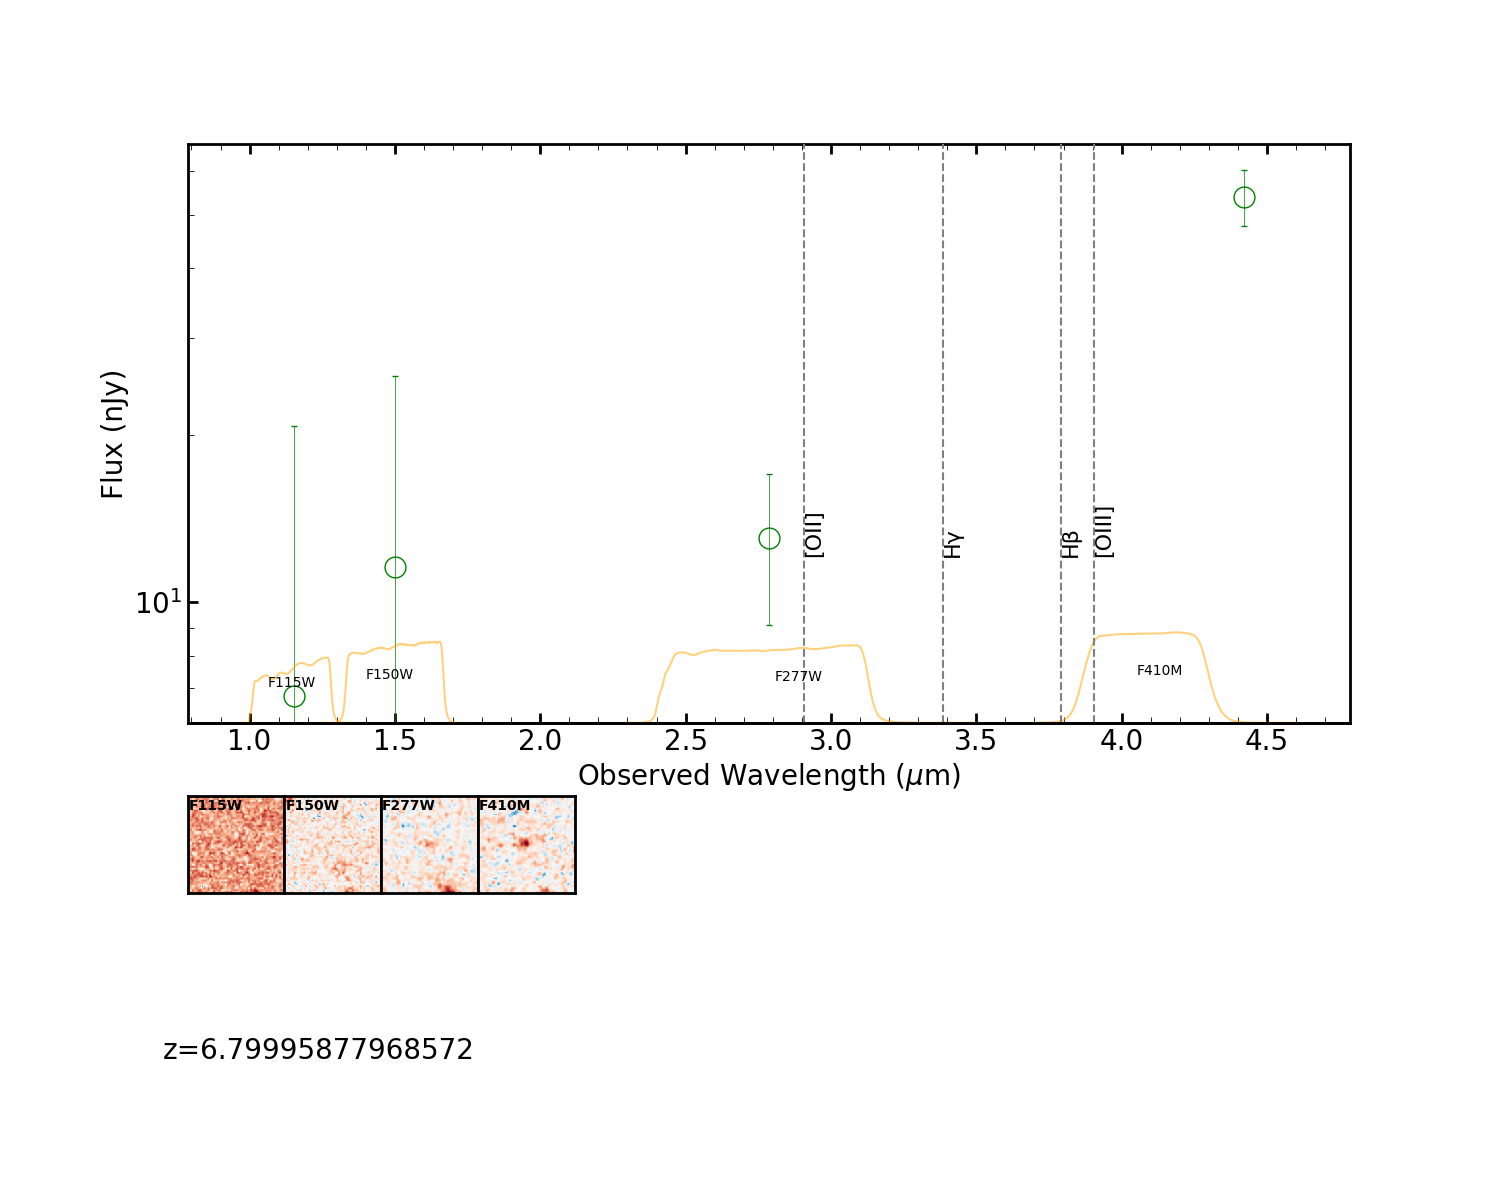 Flux (nJy)
10¹
F115W
F150W
F277W
F410M
[OII]
Hγ
Hβ
[OIII]
1.0 1.5 2.0 2.5 3.0 3.5 4.0 4.5
Observed Wavelength (μm)
F115W F150W F277W F410M
z=6.79995877968572